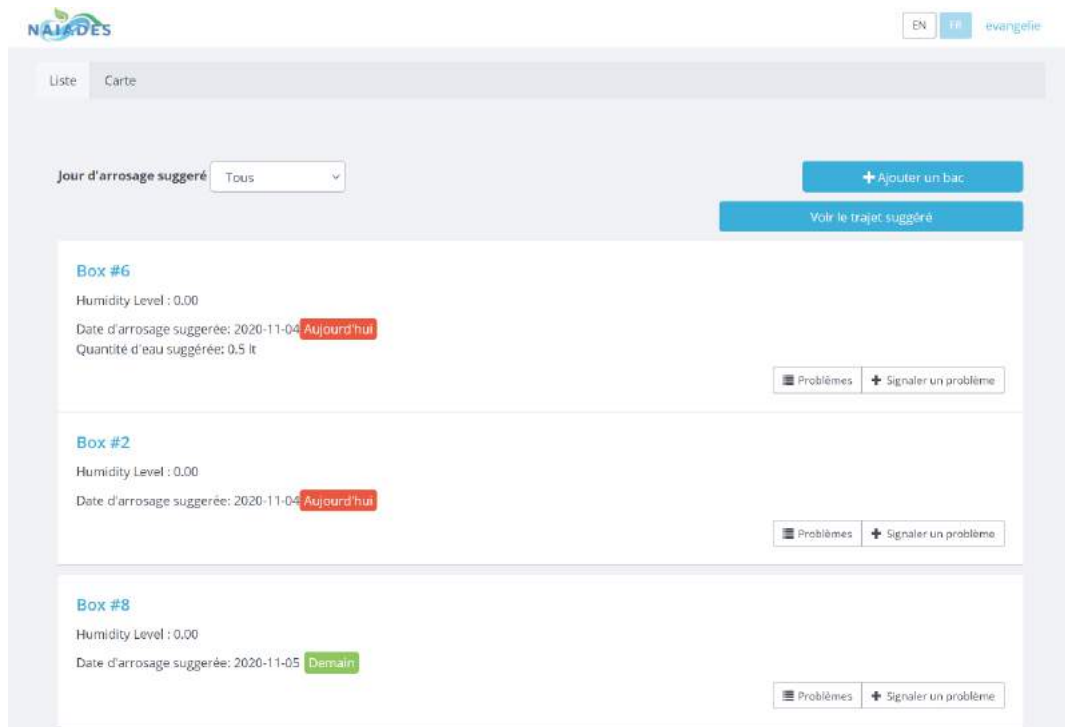 NAIADES
EN FR evangelie
Liste Carte
Jour d'arrosage suggeré Tous
Ajouter un bac
Voir le trajet suggéré
Box #6
Humidity Level : 0.00
Date d'arrosage suggerée: 2020-11-04 Aujourd'hui
Quantité d'eau suggérée: 0.5 lt
Problèmes Signaler un problème
Box #2
Humidity Level : 0.00
Date d'arrosage suggerée: 2020-11-04 Aujourd'hui
Problèmes Signaler un problème
Box #8
Humidity Level : 0.00
Date d'arrosage suggerée: 2020-11-05 Demain
Problèmes Signaler un problème